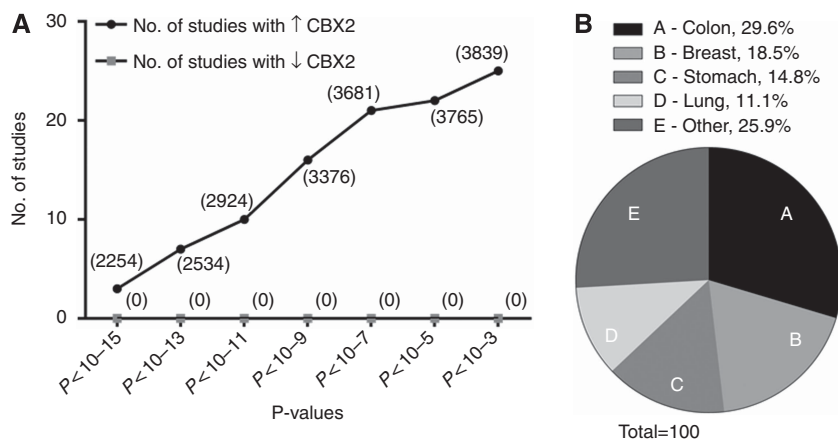 A
30
20
10
0
No. of studies
No. of studies with ↑ CBX2
No. of studies with ↓ CBX2
(2254)
(2534)
(2924)
(3376)
(3681)
(3765)
(3839)
(0)
(0)
(0)
(0)
(0)
(0)
(0)
P<10–15
P<10–13
P<10–11
P<10–9
P<10–7
P<10–5
P<10–3
P-values
B
A - Colon, 29.6%
B - Breast, 18.5%
C - Stomach, 14.8%
D - Lung, 11.1%
E - Other, 25.9%
E
A
D
B
C
Total=100